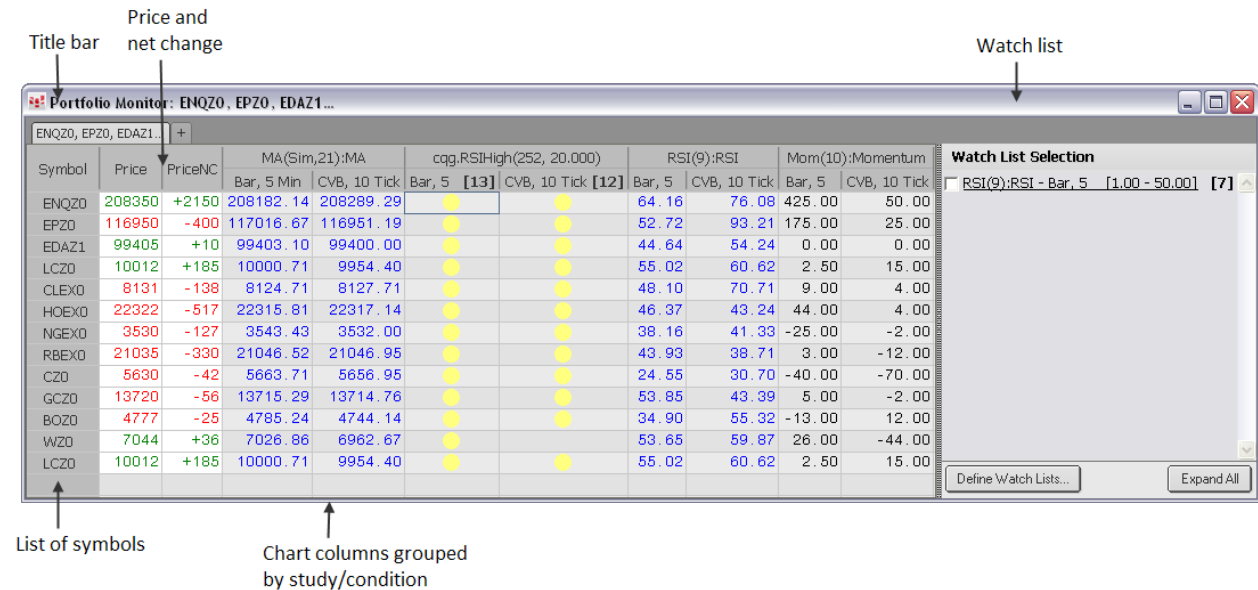 Price and
net change
Title bar
Watch list
Portfolio Monitor: ENQZ0, EPZ0, EDAZ1...
ENQZ0, EPZ0, EDAZ1... +
Symbol Price PriceNC MA(Sim,21):MA cqg.RSIHigh(252, 20.000) RSI(9):RSI Mom(10):Momentum
Bar, 5 Min CVB, 10 Tick Bar, 5 [13] CVB, 10 Tick [12] Bar, 5 CVB, 10 Tick Bar, 5 CVB, 10 Tick
ENQZ0 208350 +2150 208182.14 208289.29 64.16 76.08 425.00 50.00
EPZ0 116950 -400 117016.67 116951.19 52.72 93.21 175.00 25.00
EDAZ1 99405 +10 99403.10 99400.00 44.64 54.24 0.00 0.00
LCZ0 10012 +185 10000.71 9954.40 55.02 60.62 2.50 15.00
CLEX0 8131 -138 8124.71 8127.71 48.10 70.71 9.00 4.00
HOEX0 22322 -517 22315.81 22317.14 46.37 43.24 44.00 4.00
NGEX0 3530 -127 3543.43 3532.00 38.16 41.33 -25.00 -2.00
RBEX0 21035 -330 21046.52 21046.95 43.93 38.71 3.00 -12.00
CZ0 5630 -42 5663.71 5656.95 24.55 30.70 -40.00 -70.00
GCZ0 13720 -56 13715.29 13714.76 53.85 43.39 5.00 -2.00
BOZ0 4777 -25 4785.24 4744.14 34.90 55.32 -13.00 12.00
WZ0 7044 +36 7026.86 6962.67 53.65 59.87 26.00 -44.00
LCZ0 10012 +185 10000.71 9954.40 55.02 60.62 2.50 15.00
Watch List Selection
RSI(9):RSI - Bar, 5 [1.00 - 50.00] [7]
Define Watch Lists... Expand All
List of symbols
Chart columns grouped
by study/condition